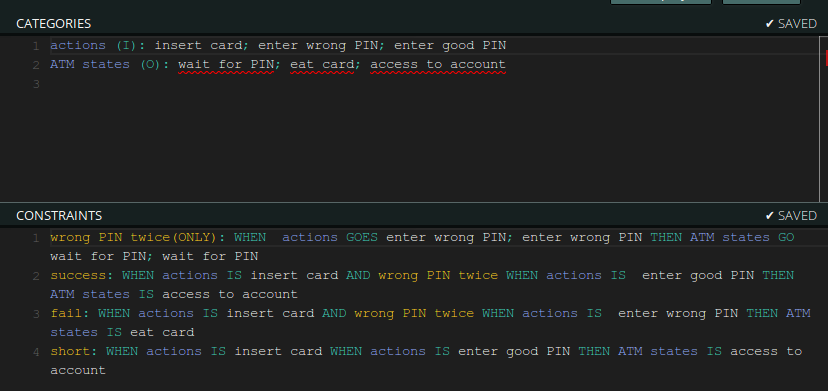 CATEGORIES
✔ SAVED
1 actions (I): insert card; enter wrong PIN; enter good PIN
2 ATM states (O): wait for PIN; eat card; access to account
3
CONSTRAINTS
✔ SAVED
1 wrong PIN twice(ONLY): WHEN  actions GOES enter wrong PIN; enter wrong PIN THEN ATM states GO
wait for PIN; wait for PIN
2 success: WHEN actions IS insert card AND wrong PIN twice WHEN actions IS  enter good PIN THEN
ATM states IS access to account
3 fail: WHEN actions IS insert card AND wrong PIN twice WHEN actions IS  enter wrong PIN THEN ATM
states IS eat card
4 short: WHEN actions IS insert card WHEN actions IS enter good PIN THEN ATM states IS access to
account